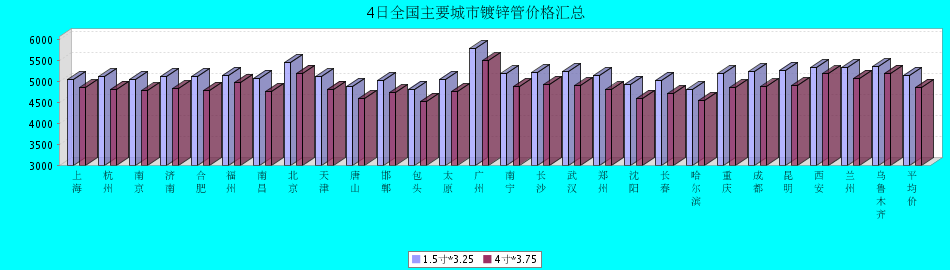 4日全国主要城市镀锌管价格汇总
6000
5500
5000
4500
4000
3500
3000
上海 杭州 南京 济南 合肥 福州 南昌 北京 天津 唐山 邯郸 包头 太原 广州 南宁 长沙 武汉 郑州 沈阳 长春 哈尔滨 重庆 成都 昆明 西安 兰州 乌鲁木齐 平均价
1.5寸*3.25 4寸*3.75